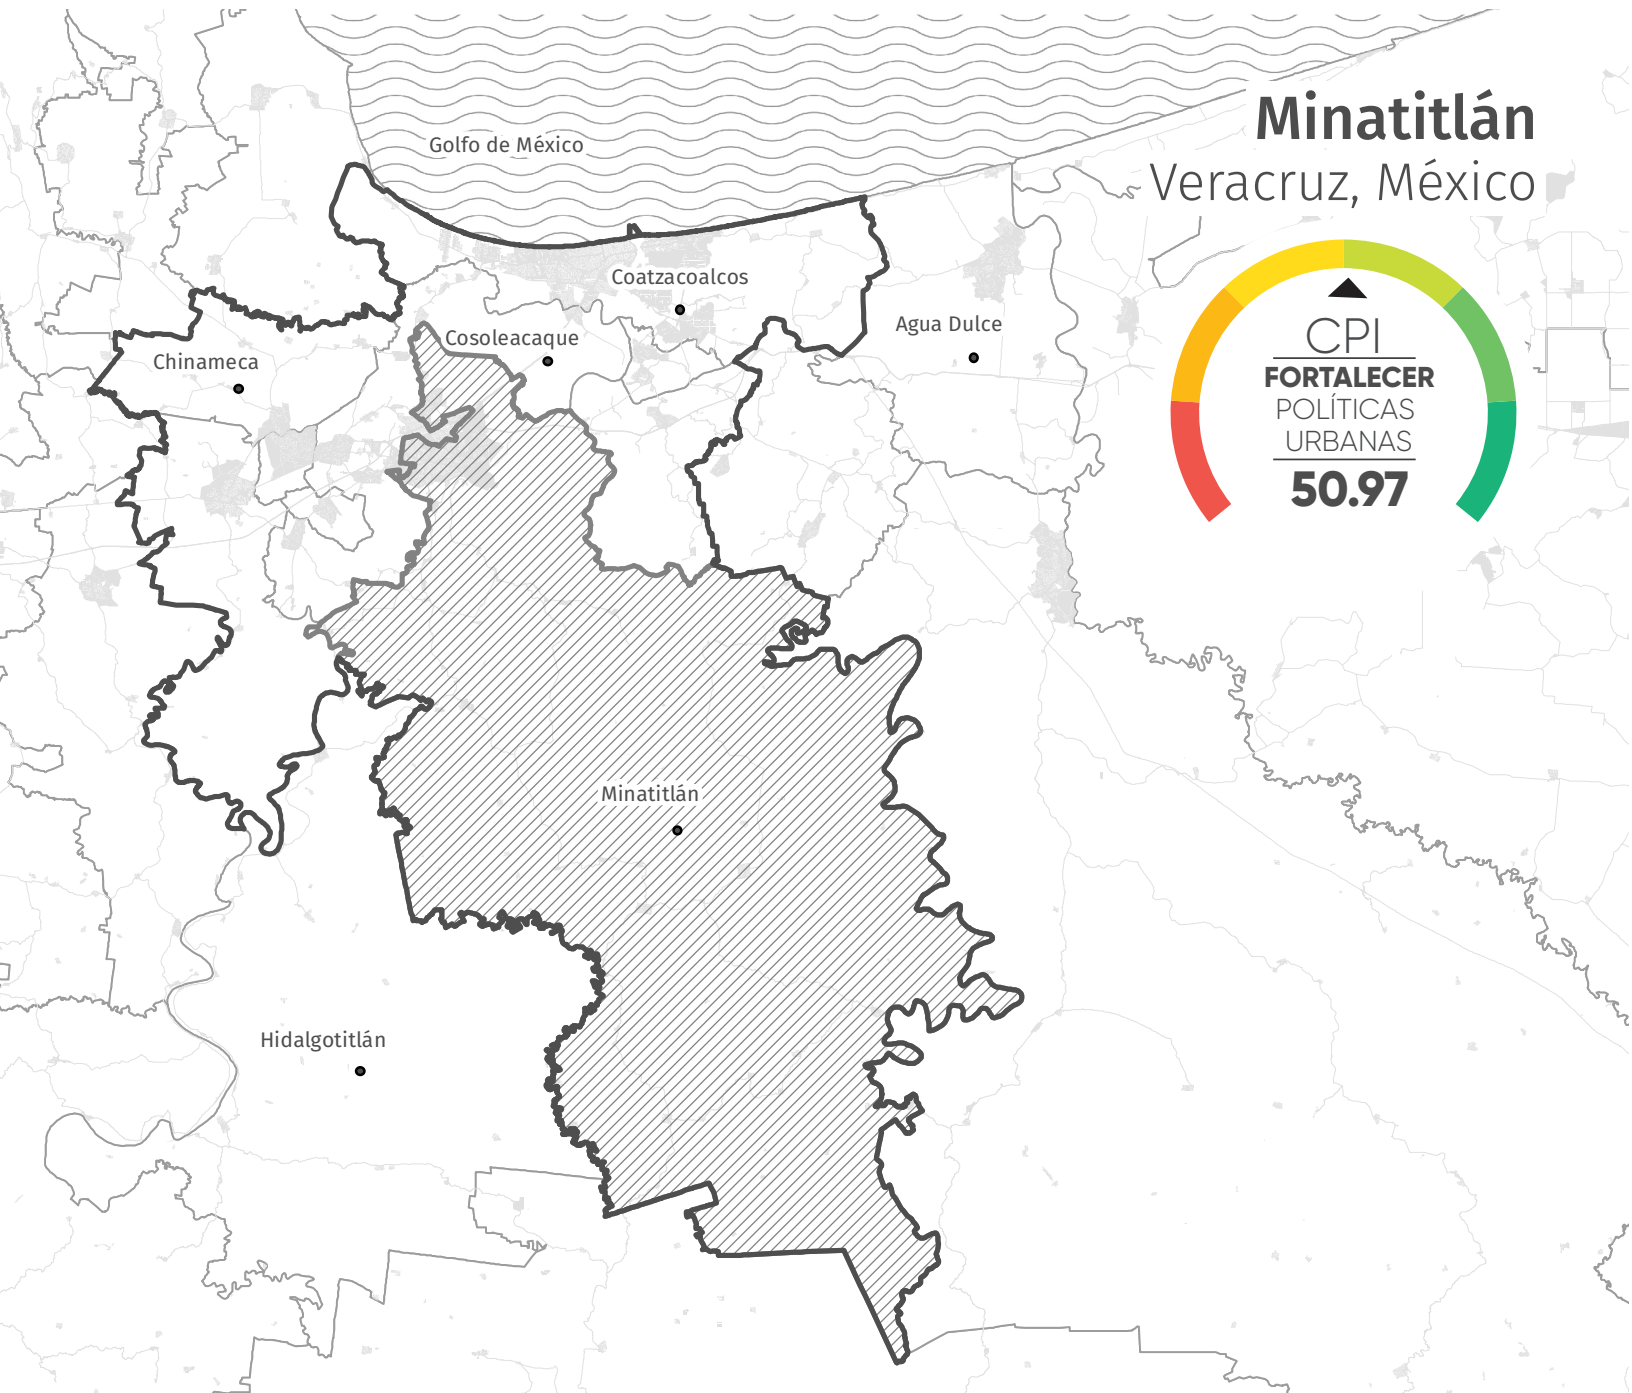 Minatitlán
Veracruz, México
Golfo de México
CPI
FORTALECER
POLÍTICAS
URBANAS
50.97
Coatzacoalcos
Agua Dulce
Cosoleacaque
Chinameca
Minatitlán
Hidalgotitlán